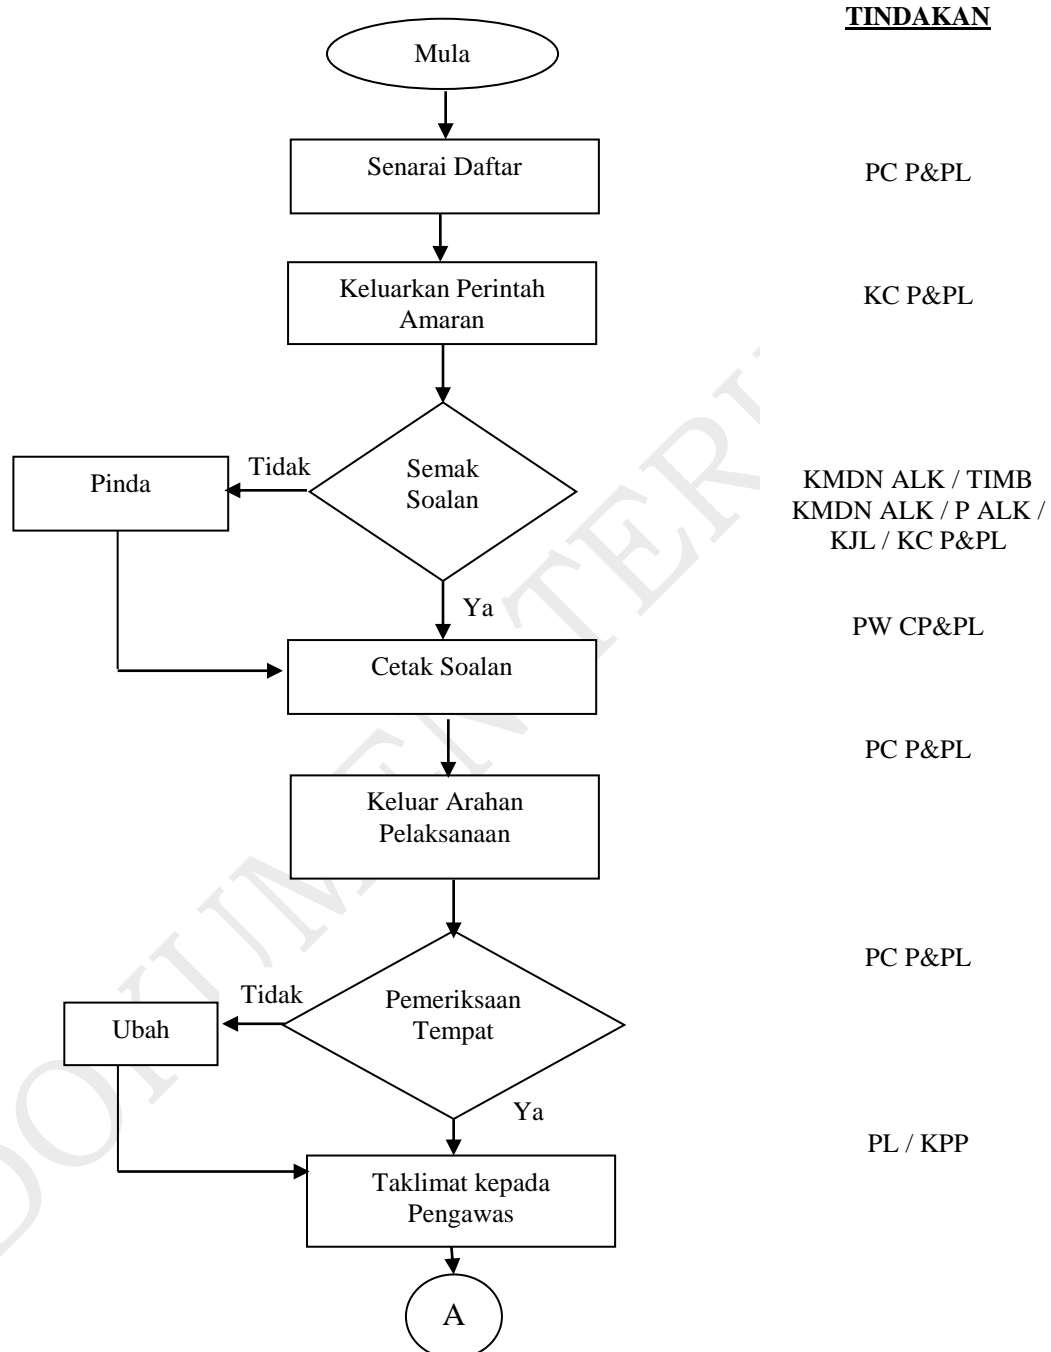 TINDAKAN
Mula
Senarai Daftar
PC P&PL
Keluarkan Perintah
Amaran
KC P&PL
Semak
Soalan
Tidak
Pinda
KMDN ALK / TIMB
KMDN ALK / P ALK /
KJL / KC P&PL
Ya
PW CP&PL
Cetak Soalan
PC P&PL
Keluar Arahan
Pelaksanaan
PC P&PL
Pemeriksaan
Tempat
Tidak
Ubah
Ya
PL / KPP
Taklimat kepada
Pengawas
A
DOKUMEN TER